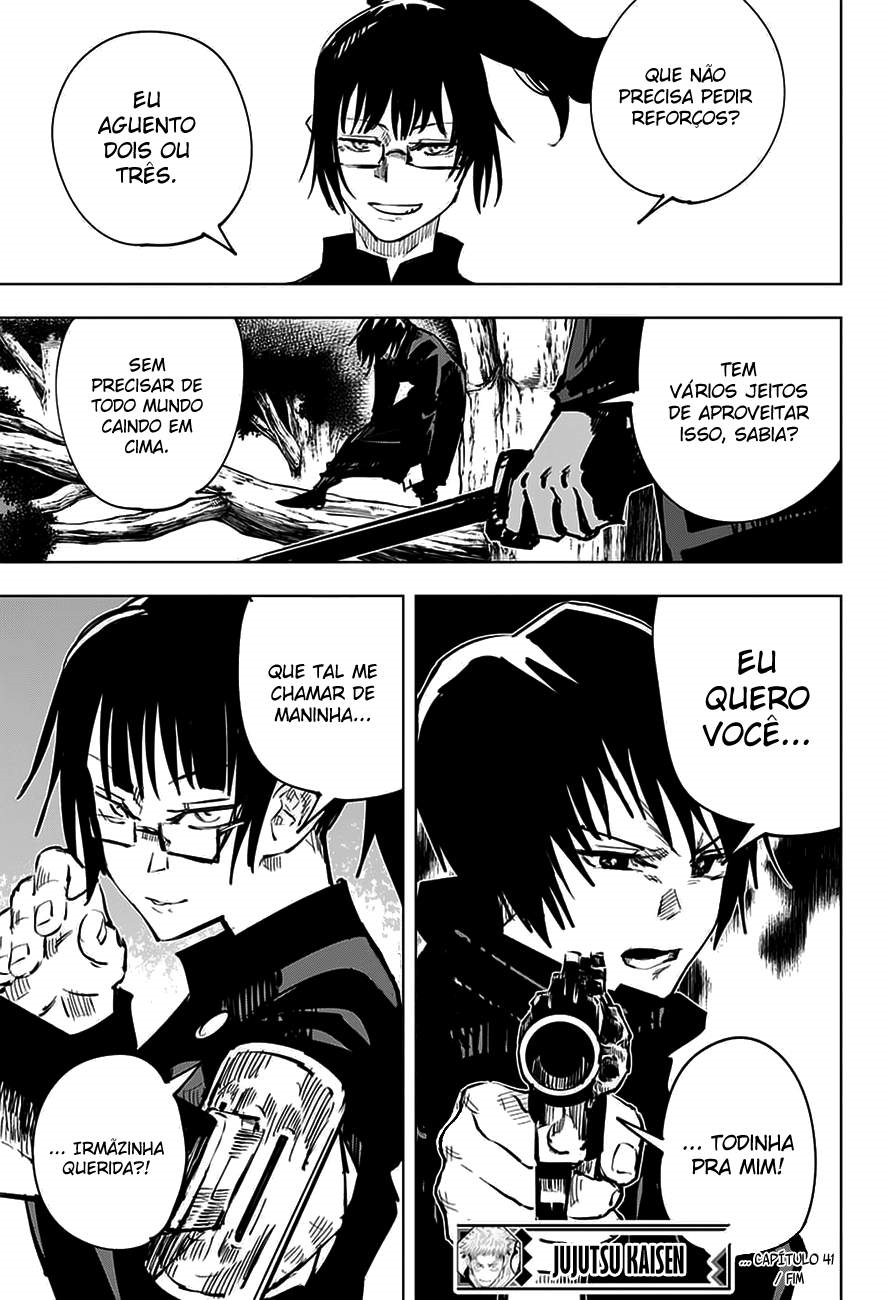 QUE NÃO
PRECISA PEDIR
REFORÇOS?
EU
AGUENTO
DOIS OU
TRÊS.
TEM
VÁRIOS JEITOS
DE APROVEITAR
ISSO, SABIA?
SEM
PRECISAR DE
TODO MUNDO
CAINDO EM
CIMA.
EU
QUERO
VOCÊ...
... TODINHA
PRA MIM!
QUE TAL ME
CHAMAR DE
MANINHA...
... IRMÃZINHA
QUERIDA?!
JUJUTSU KAISEN
... CAPÍTULO 41
/ FIM